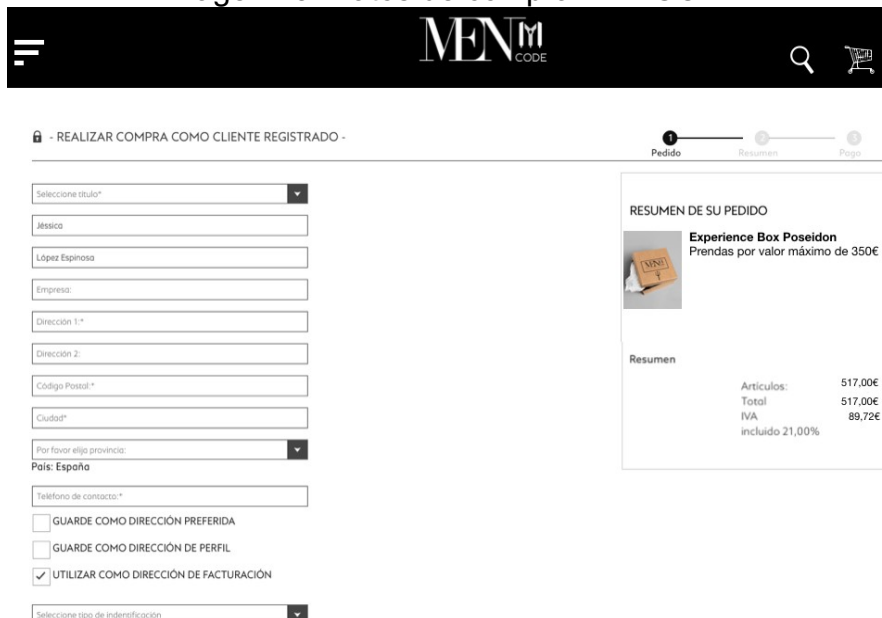 MEN
CODE
- REALIZAR COMPRA COMO CLIENTE REGISTRADO -
1
2
3
Pedido
Resumen
Pago
Seleccione título*
Jéssica
López Espinosa
Empresa:
Dirección 1:*
Dirección 2:
Código Postal:*
Ciudad*
Por favor elija provincia:
País: España
Teléfono de contacto:*
GUARDE COMO DIRECCIÓN PREFERIDA
GUARDE COMO DIRECCIÓN DE PERFIL
UTILIZAR COMO DIRECCIÓN DE FACTURACIÓN
Seleccione tipo de indentificación
RESUMEN DE SU PEDIDO
Experience Box Poseidon
Prendas por valor máximo de 350€
MEN
Resumen
Artículos: 517,00€
Total 517,00€
IVA 89,72€
incluido 21,00%